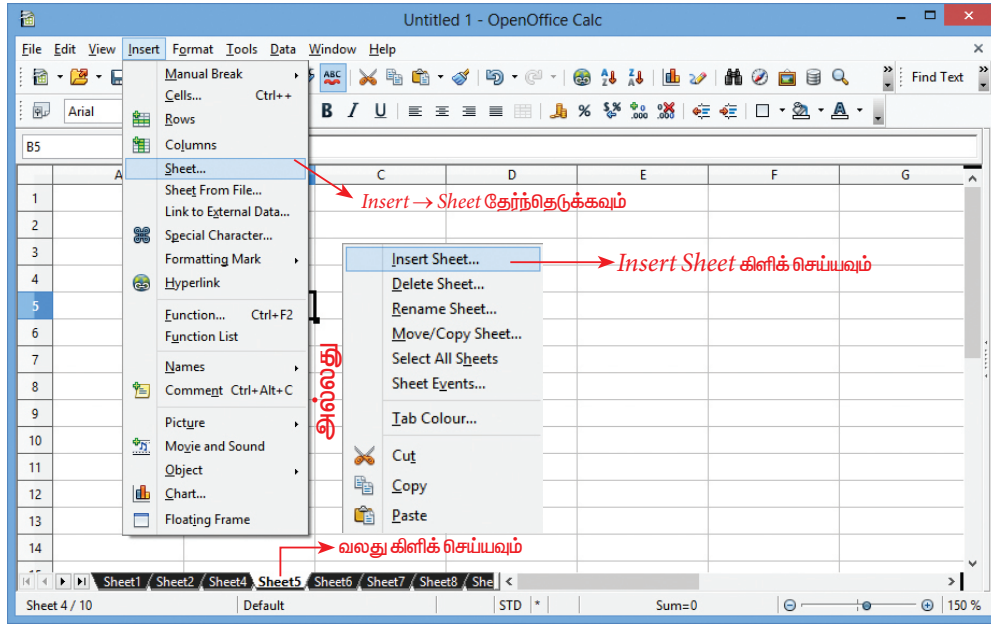 Untitled 1 - OpenOffice Calc
File Edit View Insert Format Tools Data Window Help
ABC Find Text
Arial B I U % $% .000 .000 A
B5
Manual Break
Cells... Ctrl++
Rows
Columns
Sheet...
Sheet From File...
Link to External Data...
Special Character...
Formatting Mark
Hyperlink
Function... Ctrl+F2
Function List
Names
Comment Ctrl+Alt+C
Picture
Movie and Sound
Object
Chart...
Floating Frame
A C D E F G
1
2
3
4
5
6
7
8
9
10
11
12
13
14
Insert → Sheet தேர்ந்தெடுக்கவும்
அல்லது
Insert Sheet...
Delete Sheet...
Rename Sheet...
Move/Copy Sheet...
Select All Sheets
Sheet Events...
Tab Colour...
Cut
Copy
Paste
Insert Sheet கிளிக் செய்யவும்
வலது கிளிக் செய்யவும்
Sheet1 Sheet2 Sheet4 Sheet5 Sheet6 Sheet7 Sheet8 She
Sheet 4 / 10 Default STD * Sum=0 150 %